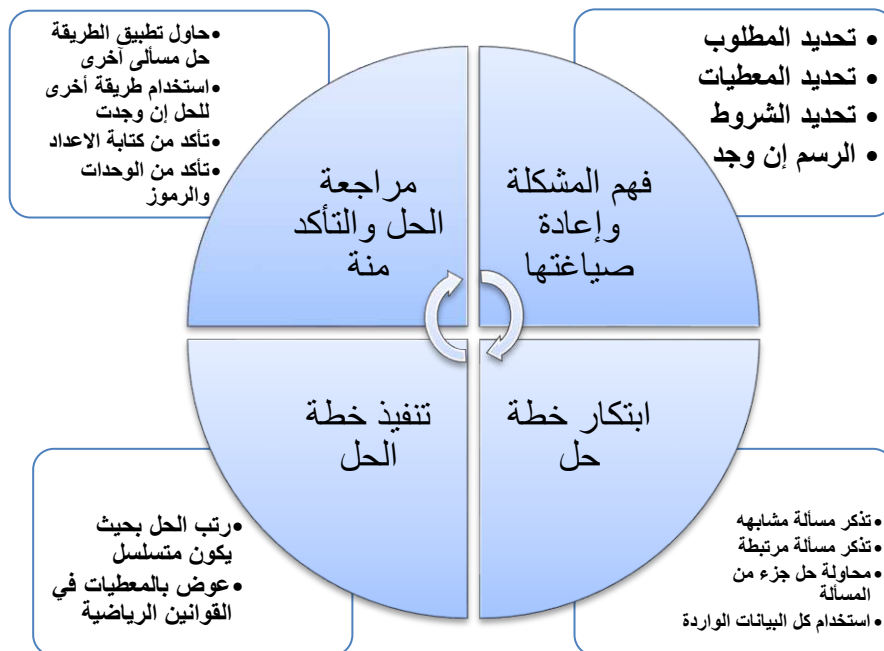 • تحديد المطلوب
• تحديد المعطيات
• تحديد الشروط
• الرسم إن وجد
فهم المشكلة
وإعادة
صياغتها
ابتكار خطة
حل
• تذكر مسألة مشابهه
• تذكر مسألة مرتبطة
• محاولة حل جزء من
المسألة
• استخدام كل البيانات الواردة
تنفيذ خطة
الحل
• رتب الحل بحيث
يكون متسلسل
• عوض بالمعطيات في
القوانين الرياضية
مراجعة
الحل والتأكد
منة
• حاول تطبيق الطريقة
حل مسألى آخرى
• استخدام طريقة أخرى
للحل إن وجدت
• تأكد من كتابة الاعداد
• تأكد من الوحدات
والرموز